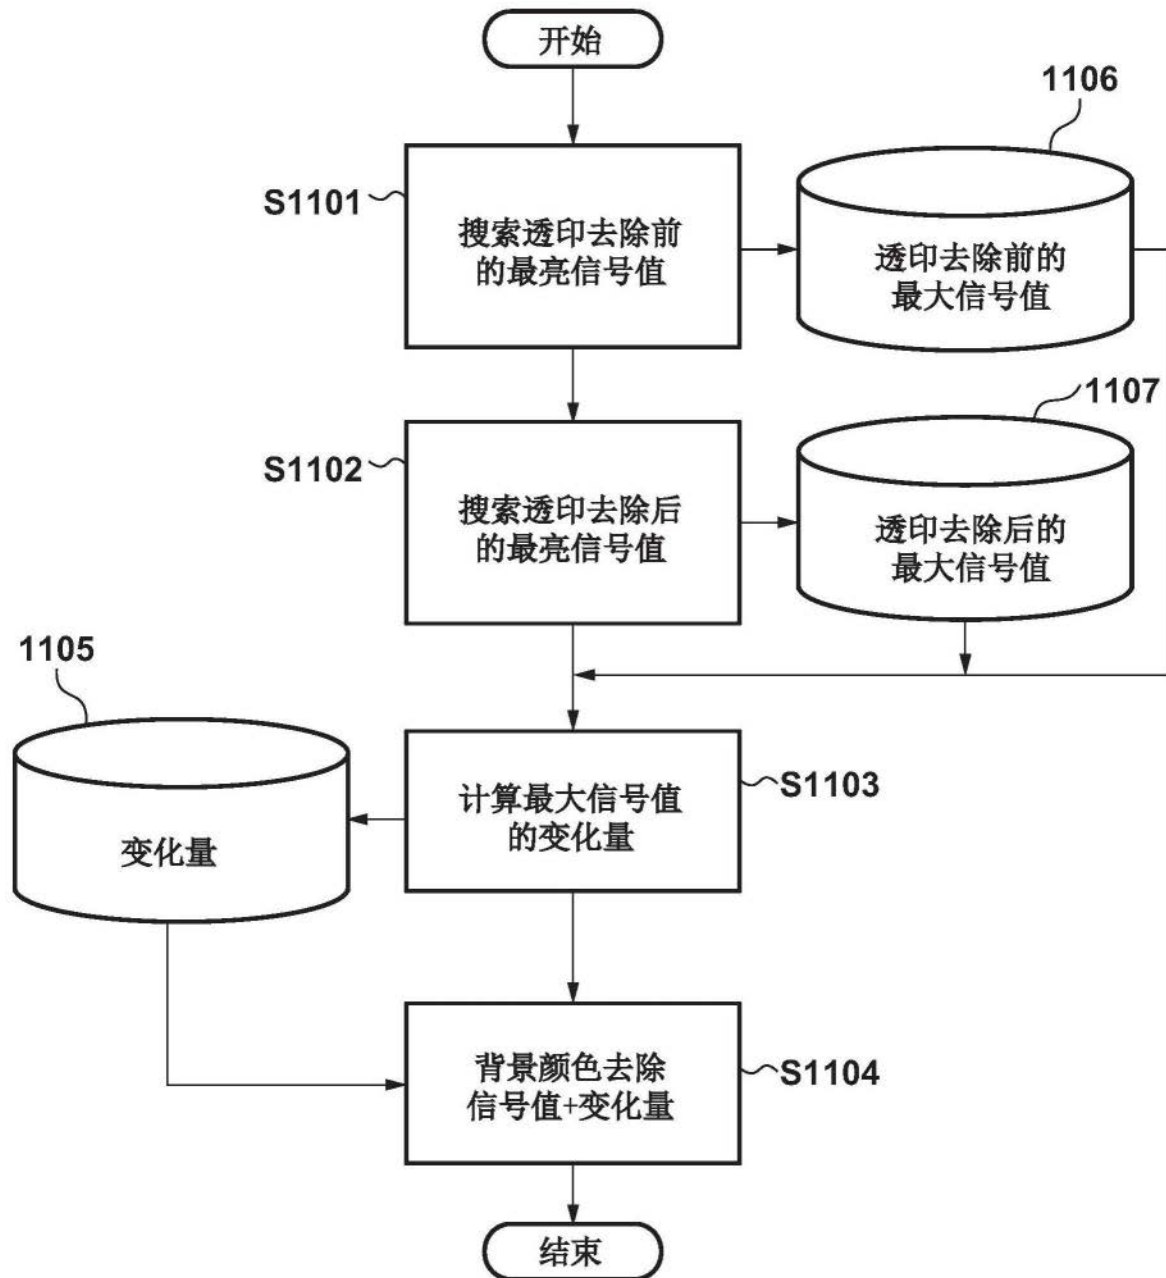 开始
1106
S1101
搜索透印去除前
的最亮信号值
透印去除前的
最大信号值
1107
S1102
搜索透印去除后
的最亮信号值
透印去除后的
最大信号值
1105
计算最大信号值
的变化量
S1103
变化量
背景颜色去除
信号值+变化量
S1104
结束